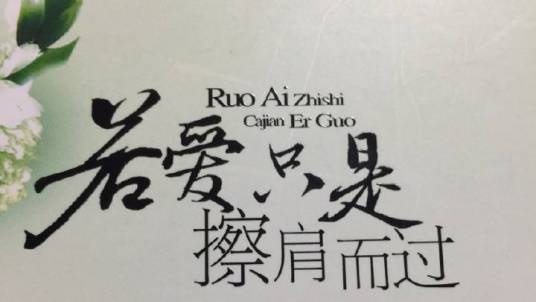 Ruo Ai Zhishi
Cajian Er Guo
若爱只是
擦肩而过